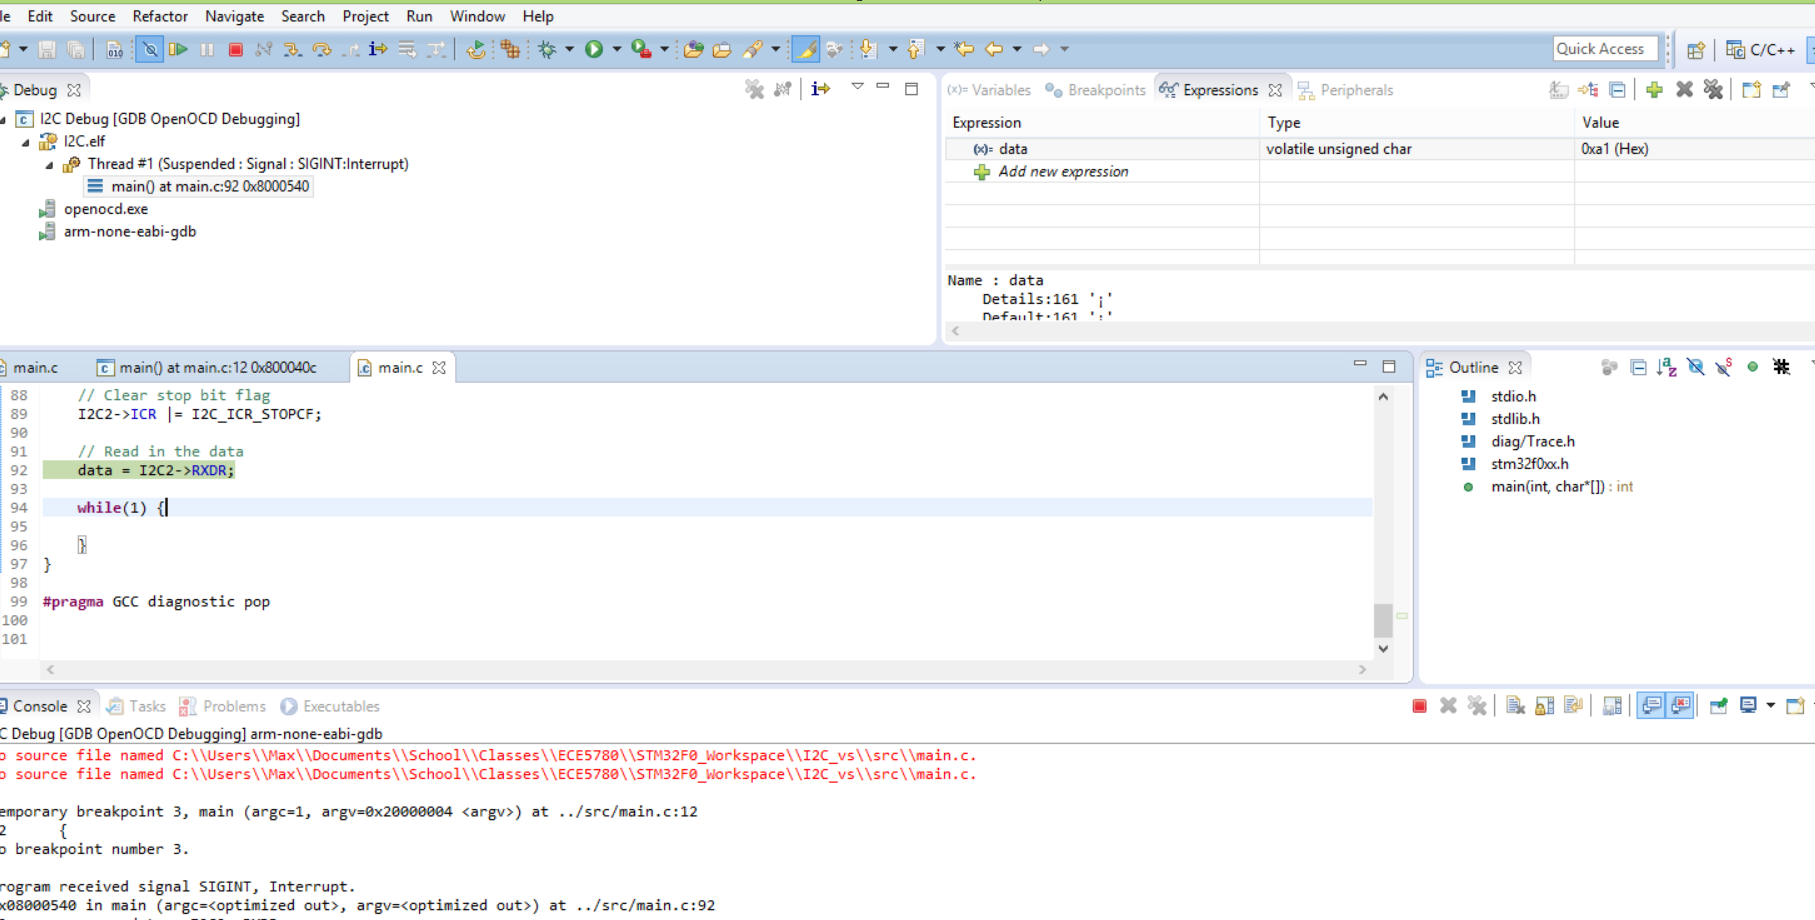 le Edit Source Refactor Navigate Search Project Run Window Help
Quick Access C/C++
Debug
I2C Debug [GDB OpenOCD Debugging]
I2C.elf
Thread #1 (Suspended : Signal : SIGINT:Interrupt)
main() at main.c:92 0x8000540
openocd.exe
arm-none-eabi-gdb
(x)= Variables Breakpoints Expressions Peripherals
Expression Type Value
(x)= data volatile unsigned char 0xa1 (Hex)
Add new expression
Name : data
Details:161 '¡'
Default:161 '¡'
main.c main() at main.c:12 0x800040c main.c
88 // Clear stop bit flag
89 I2C2->ICR |= I2C_ICR_STOPCF;
90
91 // Read in the data
92 data = I2C2->RXDR;
93
94 while(1) {
95
96 }
97 }
98
99 #pragma GCC diagnostic pop
100
101
Outline
stdio.h
stdlib.h
diag/Trace.h
stm32f0xx.h
main(int, char*[]) : int
Console Tasks Problems Executables
C Debug [GDB OpenOCD Debugging] arm-none-eabi-gdb
o source file named C:\\Users\\Max\\Documents\\School\\Classes\\ECE5780\\STM32F0_Workspace\\I2C_vs\\src\\main.c.
o source file named C:\\Users\\Max\\Documents\\School\\Classes\\ECE5780\\STM32F0_Workspace\\I2C_vs\\src\\main.c.
emporary breakpoint 3, main (argc=1, argv=0x20000004 <argv>) at ../src/main.c:12
2 {
o breakpoint number 3.
rogram received signal SIGINT, Interrupt.
x08000540 in main (argc=<optimized out>, argv=<optimized out>) at ../src/main.c:92